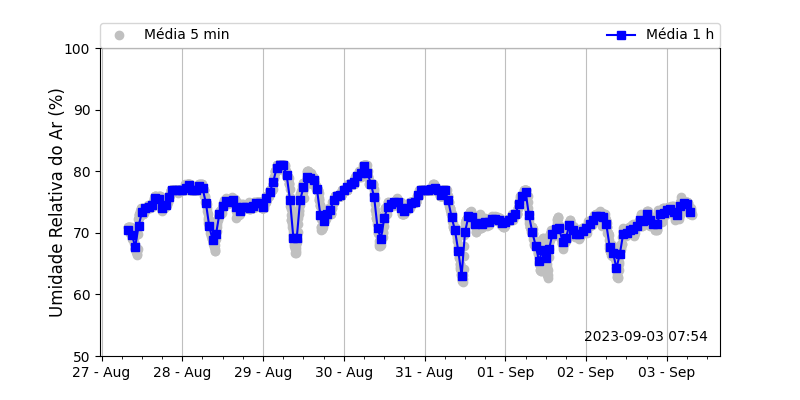 Média 5 min
Média 1 h
Umidade Relativa do Ar (%)
100
90
80
70
60
50
2023-09-03 07:54
27 - Aug
28 - Aug
29 - Aug
30 - Aug
31 - Aug
01 - Sep
02 - Sep
03 - Sep